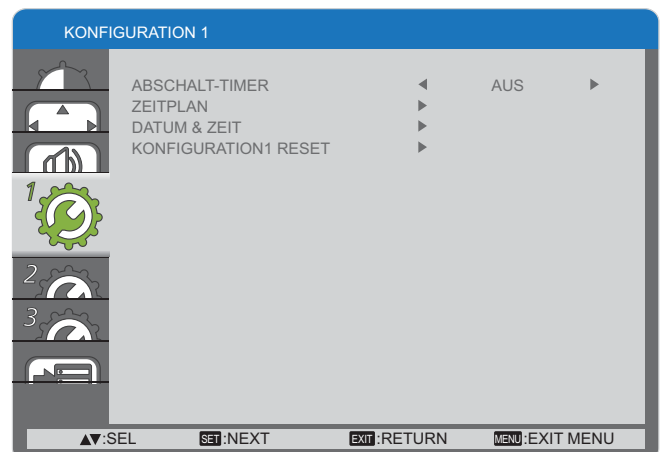 KONFIGURATION 1
ABSCHALT-TIMER ◀ AUS ▶
ZEITPLAN ▶
DATUM & ZEIT ▶
KONFIGURATION1 RESET ▶
1
2
3
▲▼:SEL SET:NEXT EXIT:RETURN MENU:EXIT MENU